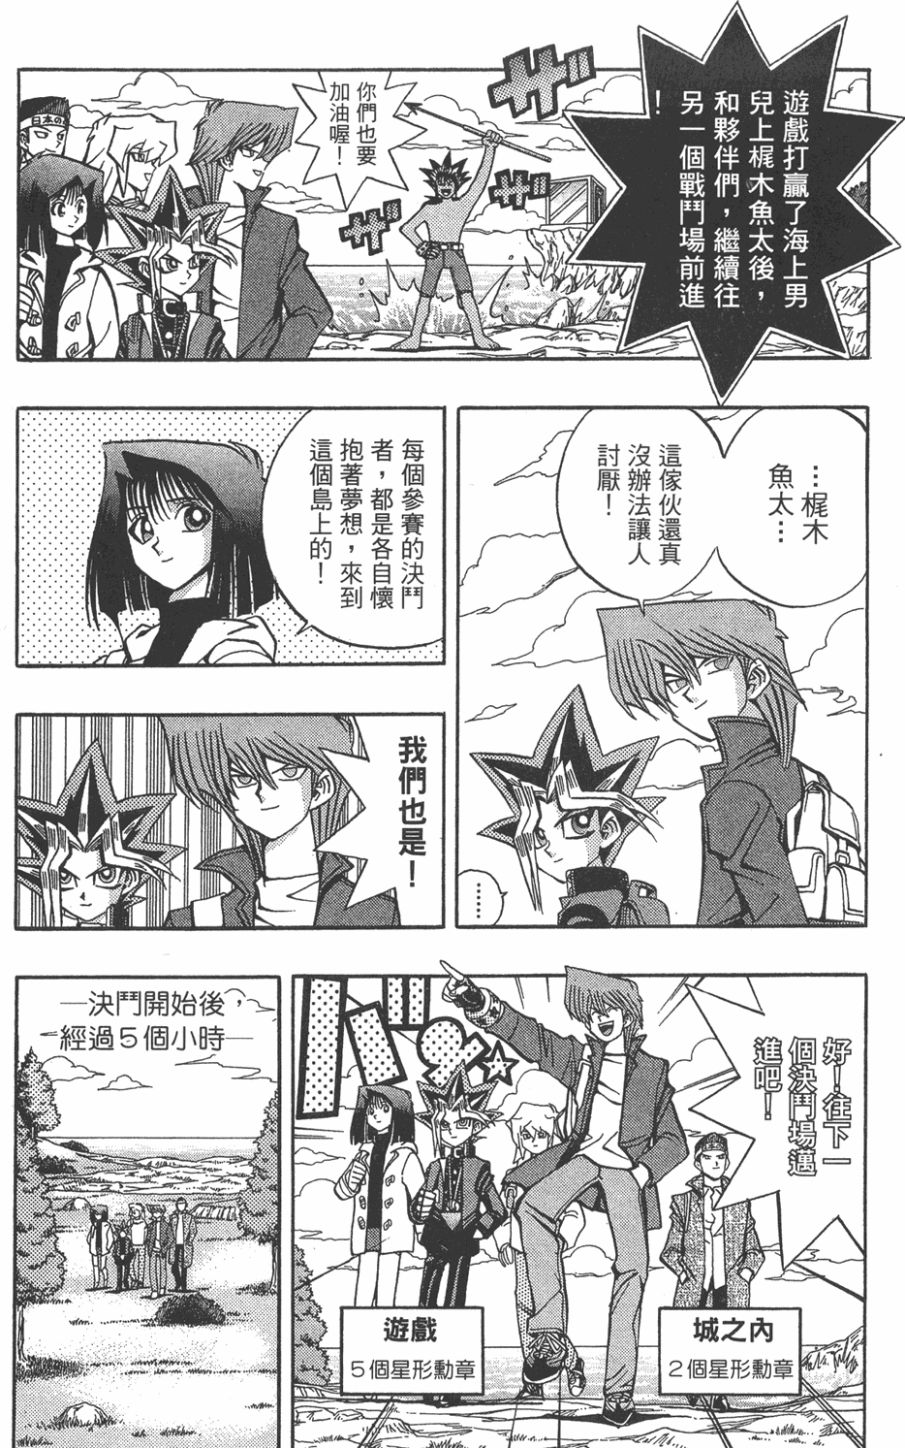 遊戲打贏了海上男
兒上梶木魚太後，
和夥伴們，繼續往
另一個戰鬥場前進
！
ザザ
ザザ
ザザ
你們也要
加油喔！
日本の
…梶木
魚太…
這傢伙還真
沒辦法讓人
討厭！
………
每個參賽的決鬥
者，都是各自懷
抱著夢想，來到
這個島上的！
我們也是！
好！往下一
個決鬥場邁
進吧！
遊戲
5個星形勳章
城之內
2個星形勳章
—決鬥開始後，
經過5個小時—